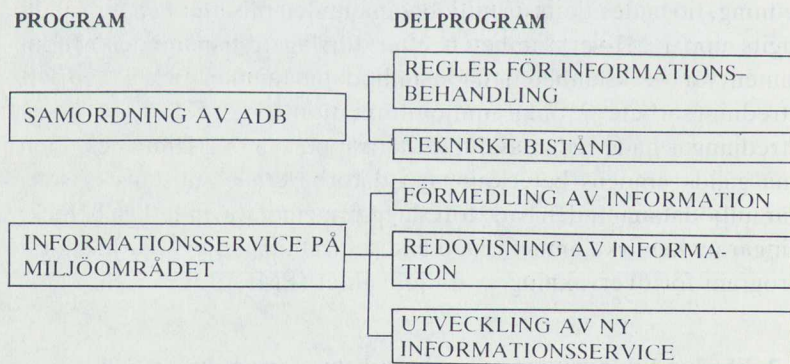 PROGRAM
DELPROGRAM
REGLER FÖR INFORMATIONS-
BEHANDLING
SAMORDNING AV ADB
TEKNISKT BISTÅND
FÖRMEDLING AV INFORMATION
INFORMATIONSSERVICE PÅ
MILJÖOMRÅDET
REDOVISNING AV INFORMA-
TION
UTVECKLING AV NY
INFORMATIONSSERVICE